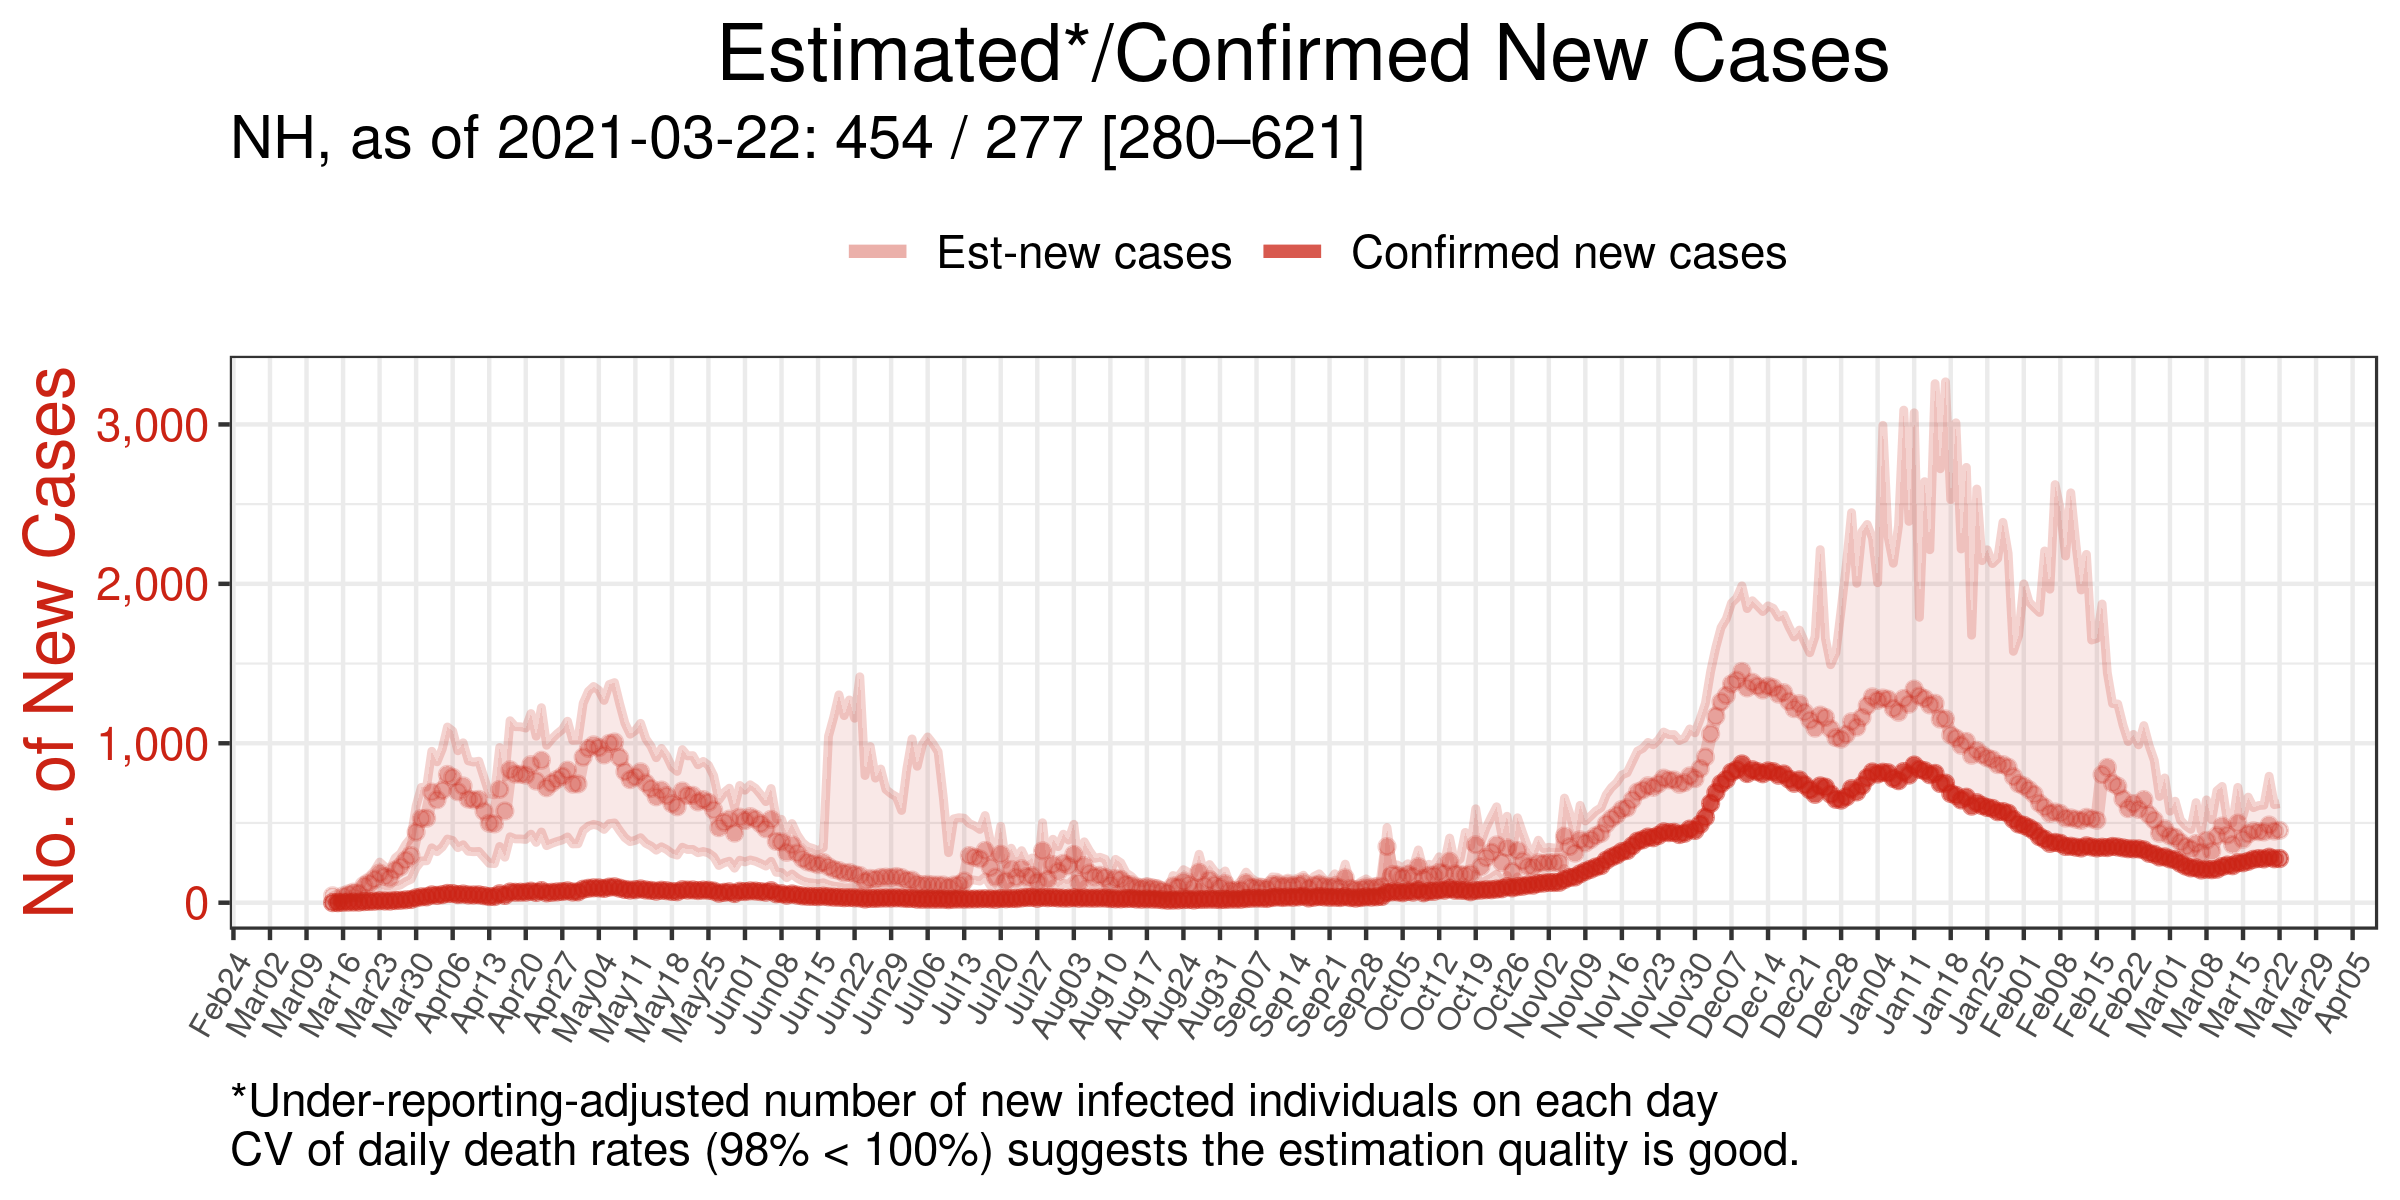 Estimated*/Confirmed New Cases
NH, as of 2021-03-22: 454 / 277 [280–621]
Est-new cases Confirmed new cases
No. of New Cases
3,000
2,000
1,000
0
Feb24 Mar02 Mar09 Mar16 Mar23 Mar30 Apr06 Apr13 Apr20 Apr27 May04 May11 May18 May25 Jun01 Jun08 Jun15 Jun22 Jun29 Jul06 Jul13 Jul20 Jul27 Aug03 Aug10 Aug17 Aug24 Aug31 Sep07 Sep14 Sep21 Sep28 Oct05 Oct12 Oct19 Oct26 Nov02 Nov09 Nov16 Nov23 Nov30 Dec07 Dec14 Dec21 Dec28 Jan04 Jan11 Jan18 Jan25 Feb01 Feb08 Feb15 Feb22 Mar01 Mar08 Mar15 Mar22 Mar29 Apr05
*Under-reporting-adjusted number of new infected individuals on each day
CV of daily death rates (98% < 100%) suggests the estimation quality is good.